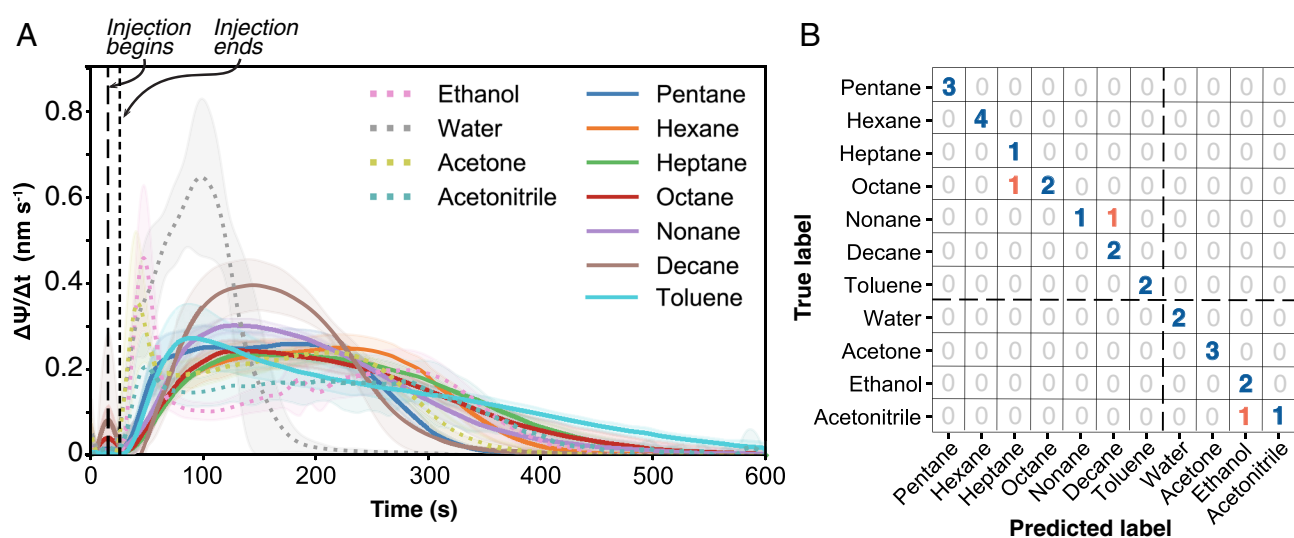 A
Injection
begins
Injection
ends
ΔΨ/Δt (nm s⁻¹)
0.8
0.6
0.4
0.2
0
0 100 200 300 400 500 600
Time (s)
Ethanol
Water
Acetone
Acetonitrile
Pentane
Hexane
Heptane
Octane
Nonane
Decane
Toluene
B
True label
Pentane 3 0 0 0 0 0 0 0 0 0 0
Hexane 0 4 0 0 0 0 0 0 0 0 0
Heptane 0 0 1 0 0 0 0 0 0 0 0
Octane 0 0 1 2 0 0 0 0 0 0 0
Nonane 0 0 0 0 1 1 0 0 0 0 0
Decane 0 0 0 0 0 2 0 0 0 0 0
Toluene 0 0 0 0 0 0 2 0 0 0 0
Water 0 0 0 0 0 0 0 2 0 0 0
Acetone 0 0 0 0 0 0 0 0 3 0 0
Ethanol 0 0 0 0 0 0 0 0 0 2 0
Acetonitrile 0 0 0 0 0 0 0 0 0 1 1
Pentane Hexane Heptane Octane Nonane Decane Toluene Water Acetone Ethanol Acetonitrile
Predicted label